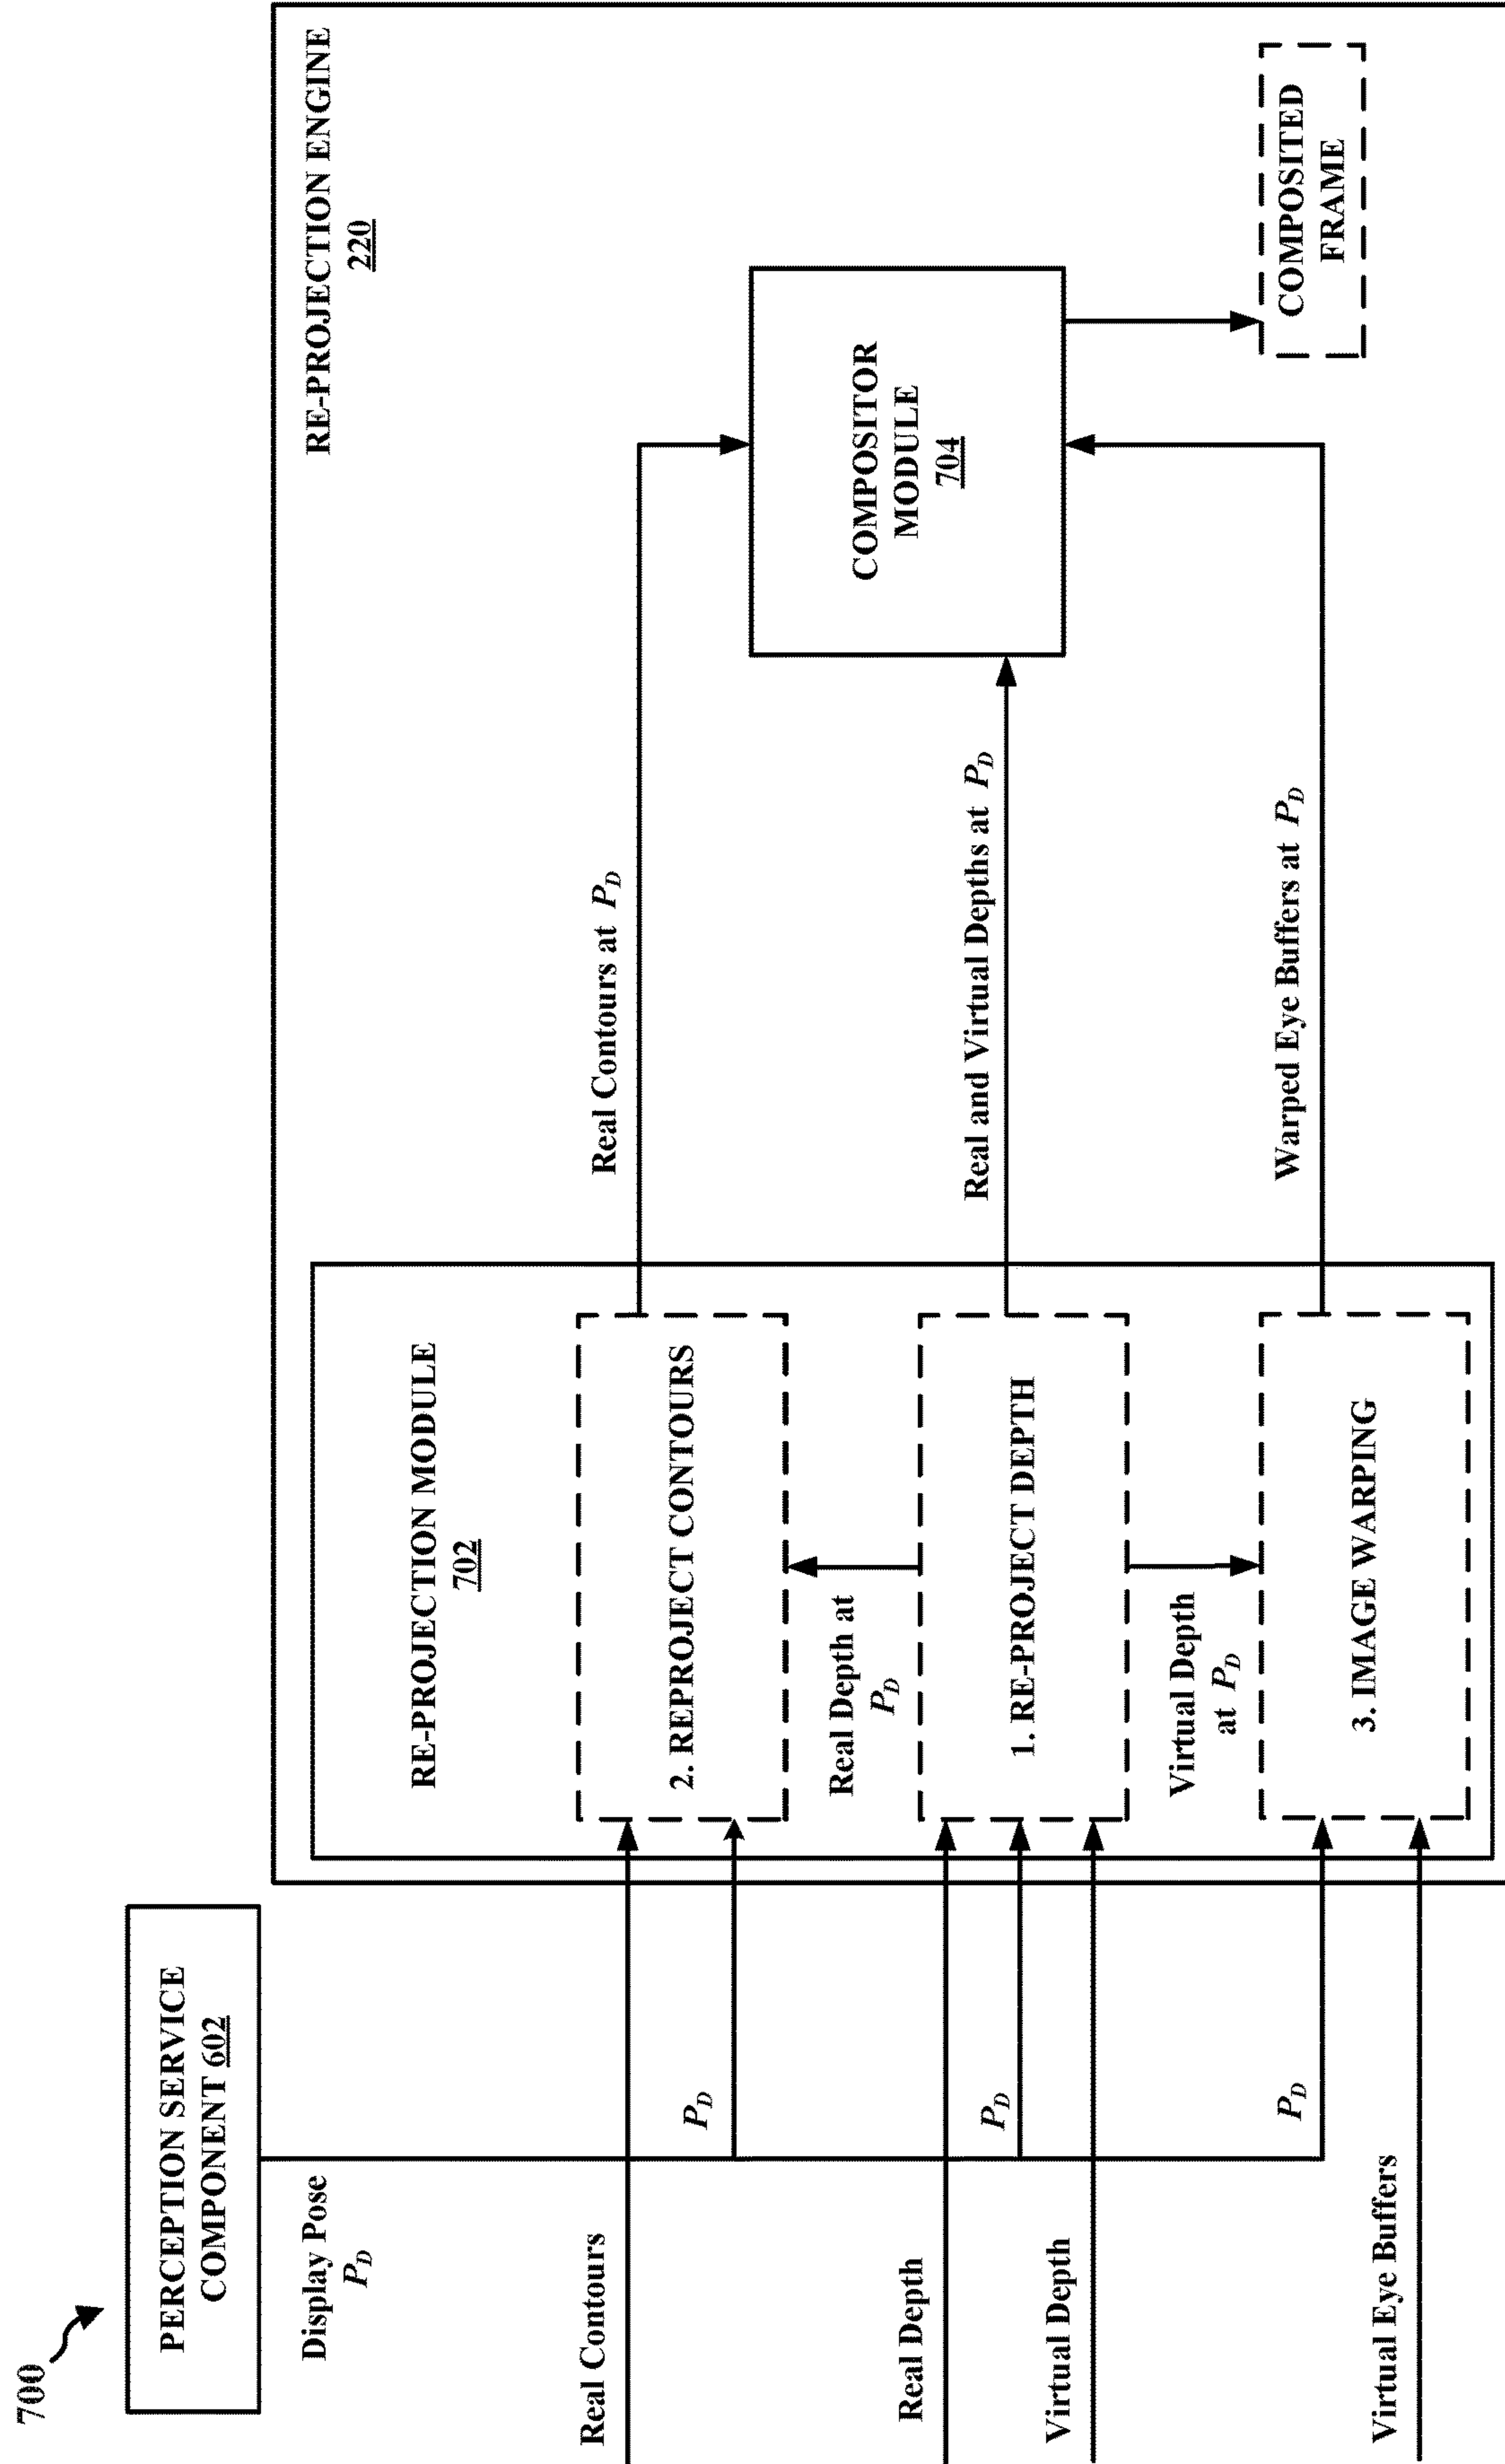 700
PERCEPTION SERVICE
COMPONENT 602
Display Pose
P_D
Real Contours
P_D
Real Depth
P_D
Virtual Depth
P_D
Virtual Eye Buffers
RE-PROJECTION ENGINE
220
RE-PROJECTION MODULE
702
2. REPROJECT CONTOURS
Real Depth at
P_D
1. RE-PROJECT DEPTH
Virtual Depth
at P_D
3. IMAGE WARPING
Real Contours at P_D
Real and Virtual Depths at P_D
Warped Eye Buffers at P_D
COMPOSITOR
MODULE
704
COMPOSITED
FRAME